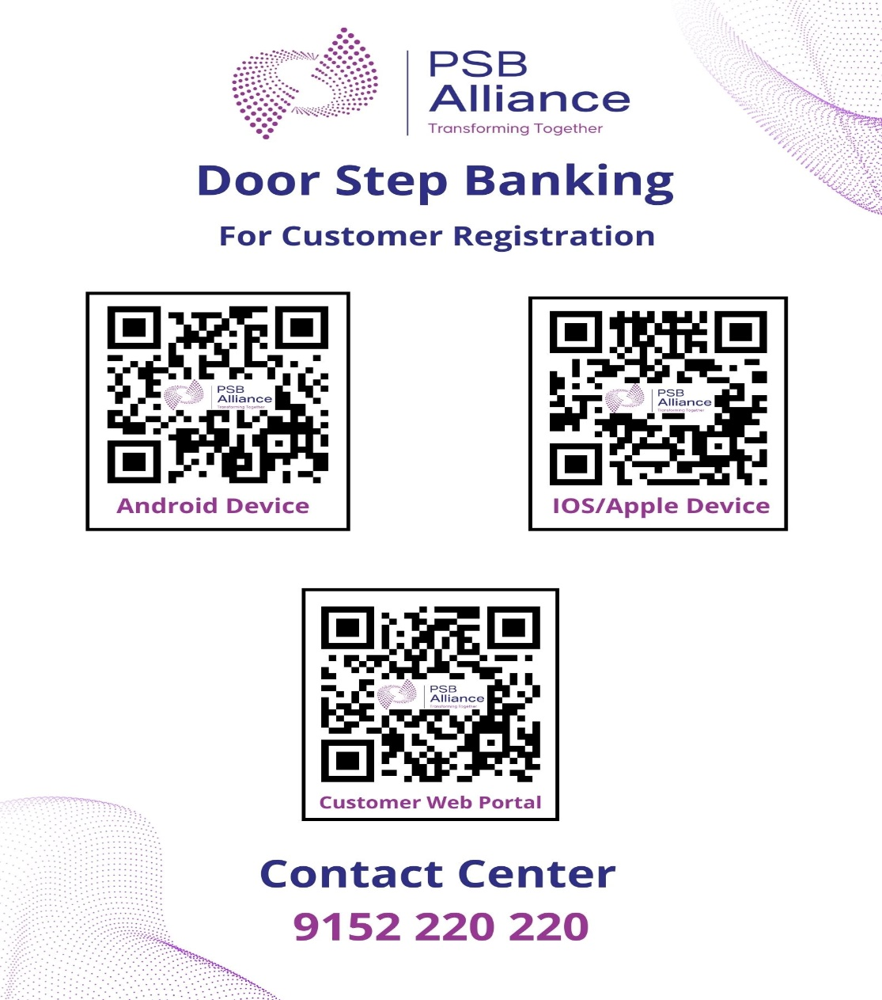 PSB
Alliance
Transforming Together
Door Step Banking
For Customer Registration
PSB
Alliance
Transforming Together
Android Device
PSB
Alliance
Transforming Together
IOS/Apple Device
PSB
Alliance
Transforming Together
Customer Web Portal
Contact Center
9152 220 220